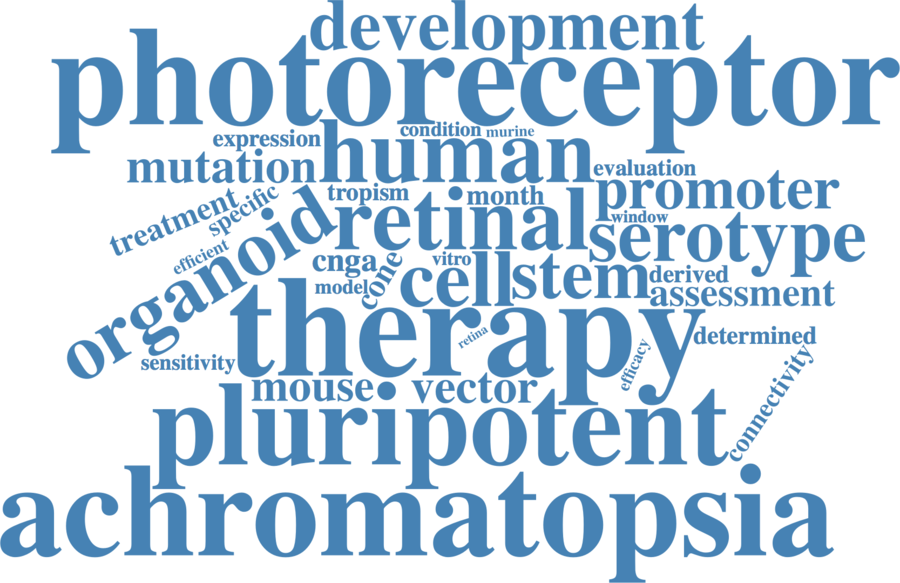 development
photoreceptor
expression
condition
murine
human
mutation
evaluation
tropism
month
promoter
treatment
specific
organoid
retinal
window
serotype
efficient
cnga
cone
vitro
cell
stem
derived
model
assessment
therapy
retina
determined
efficacy
sensitivity
connectivity
mouse
vector
pluripotent
achromatopsia